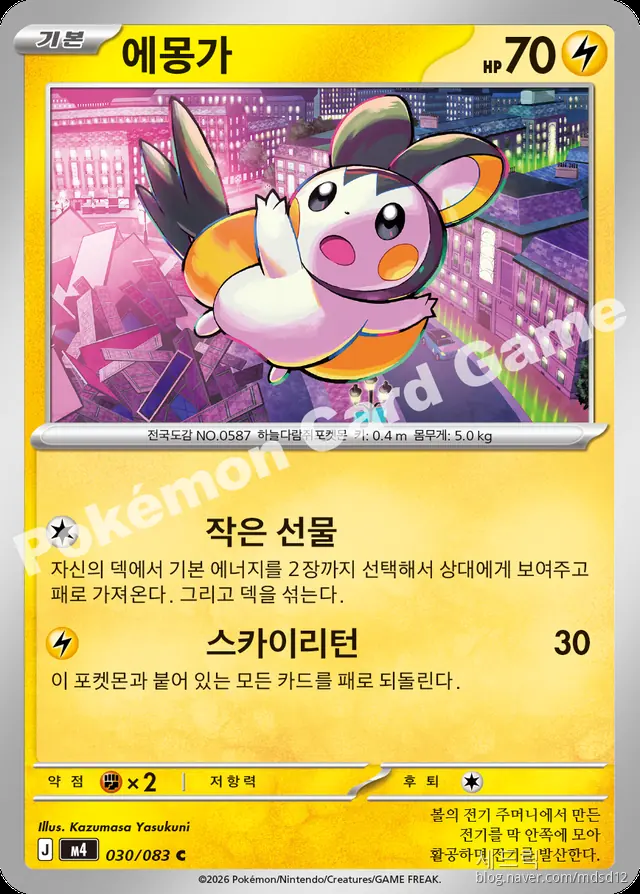 기본
에몽가
HP 70
전국도감 NO.0587 하늘다람쥐포켓몬 키: 0.4 m 몸무게: 5.0 kg
작은 선물
자신의 덱에서 기본 에너지를 2장까지 선택해서 상대에게 보여주고
패로 가져온다. 그리고 덱을 섞는다.
스카이리턴 30
이 포켓몬과 붙어 있는 모든 카드를 패로 되돌린다.
약점 ×2 저항력 후퇴
Illus. Kazumasa Yasukuni
J M4 030/083 C
볼의 전기 주머니에서 만든
전기를 막 안쪽에 모아
활공하며 전기를 발산한다.
©2026 Pokémon/Nintendo/Creatures/GAME FREAK.
Pokémon Card Game
blog.naver.com/mdsd12